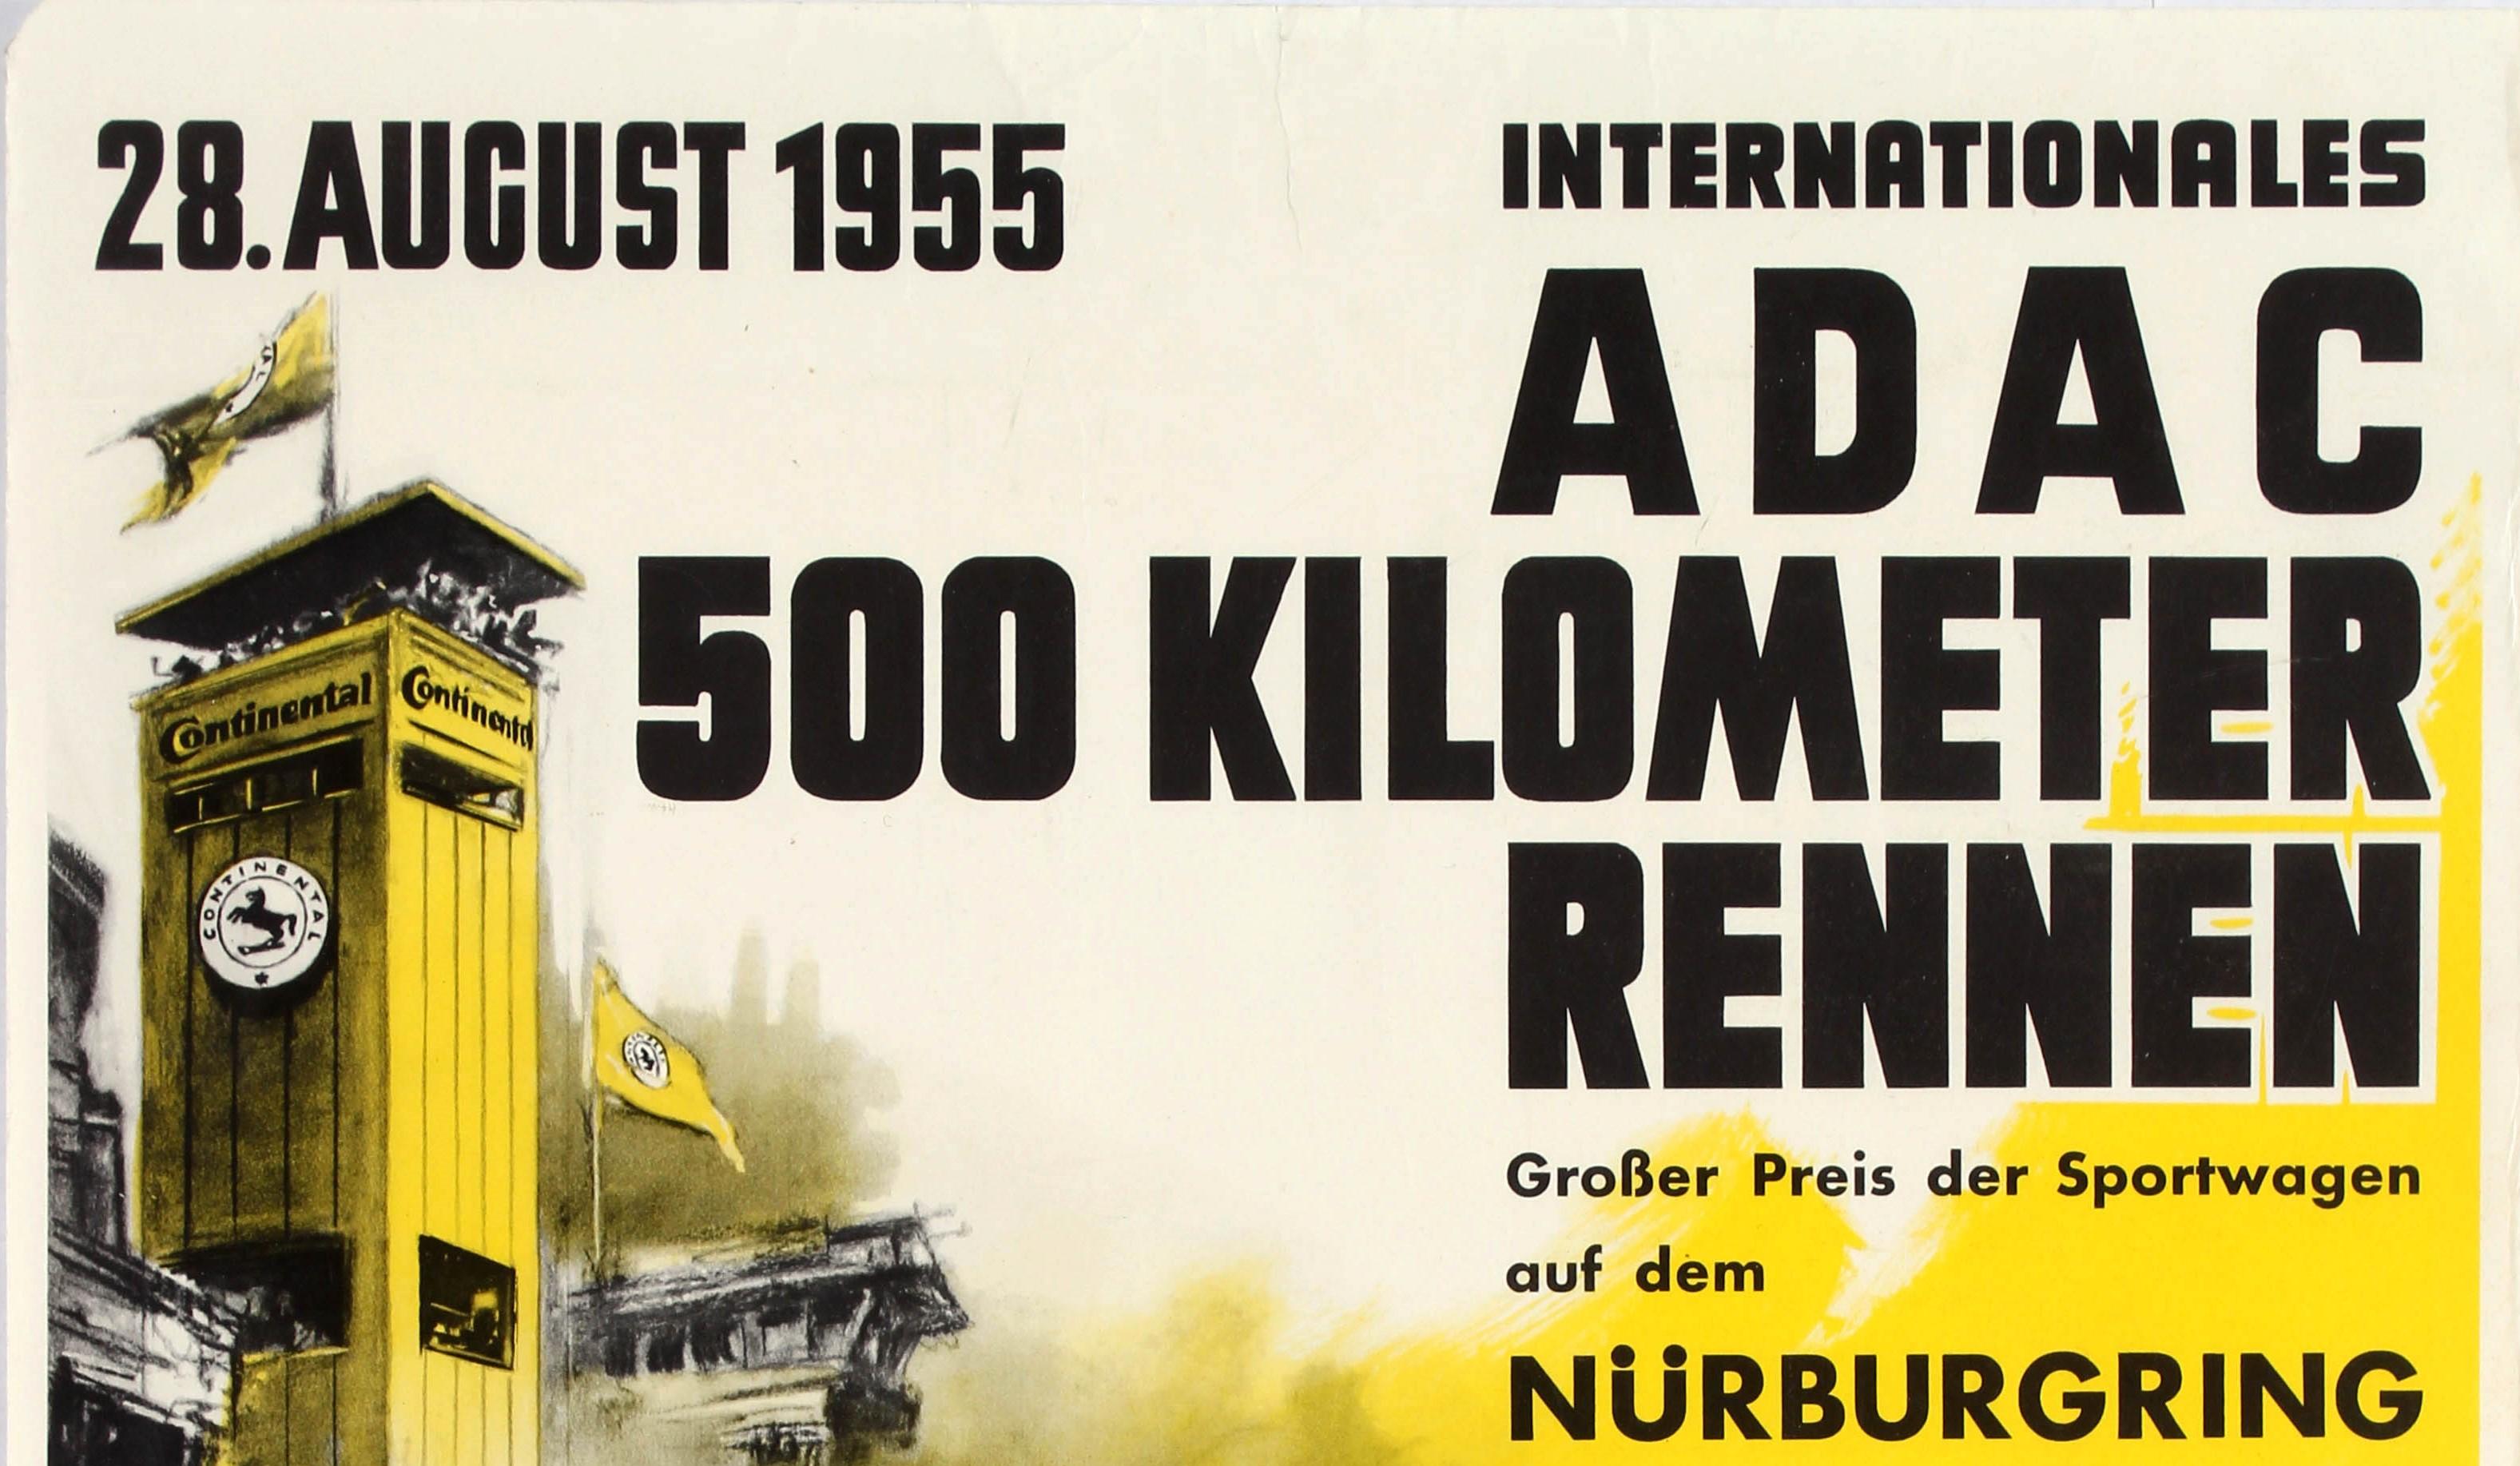 28. AUGUST 1955
INTERNATIONALES
ADAC
500 KILOMETER
RENNEN
Großer Preis der Sportwagen
auf dem
NÜRBURGRING
Continental
Continental
CONTINENTAL